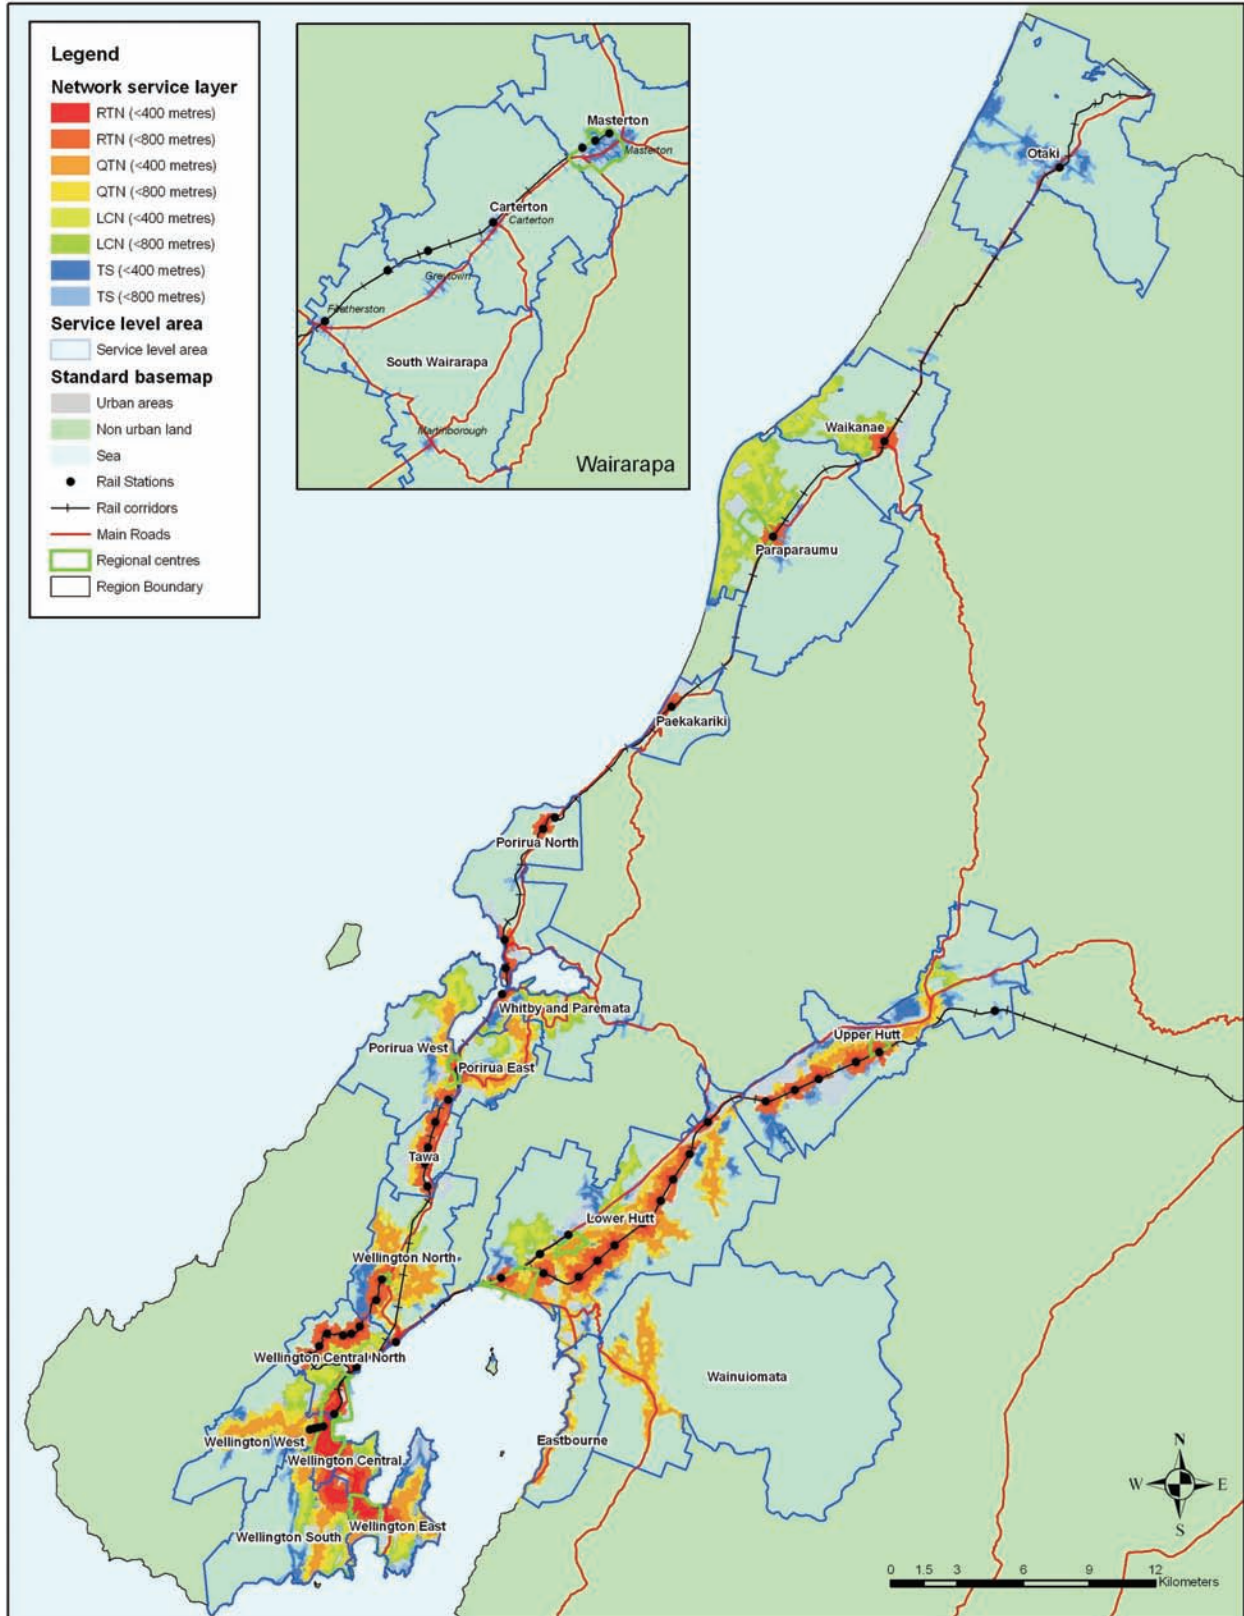 Legend
Network service layer
RTN (<400 metres)
RTN (<800 metres)
QTN (<400 metres)
QTN (<800 metres)
LCN (<400 metres)
LCN (<800 metres)
TS (<400 metres)
TS (<800 metres)
Service level area
Service level area
Standard basemap
Urban areas
Non urban land
Sea
Rail Stations
Rail corridors
Main Roads
Regional centres
Region Boundary
Masterton
Masterton
Carterton
Carterton
Greytown
Featherston
South Wairarapa
Martinborough
Wairarapa
Otaki
Waikanae
Paraparaumu
Paekakariki
Porirua North
Whitby and Paremata
Porirua West
Porirua East
Upper Hutt
Tawa
Lower Hutt
Wellington North
Wellington Central North
Wainuiomata
Eastbourne
Wellington West
Wellington Central
Wellington East
Wellington South
N
W E
S
0 1.5 3 6 9 12
Kilometers